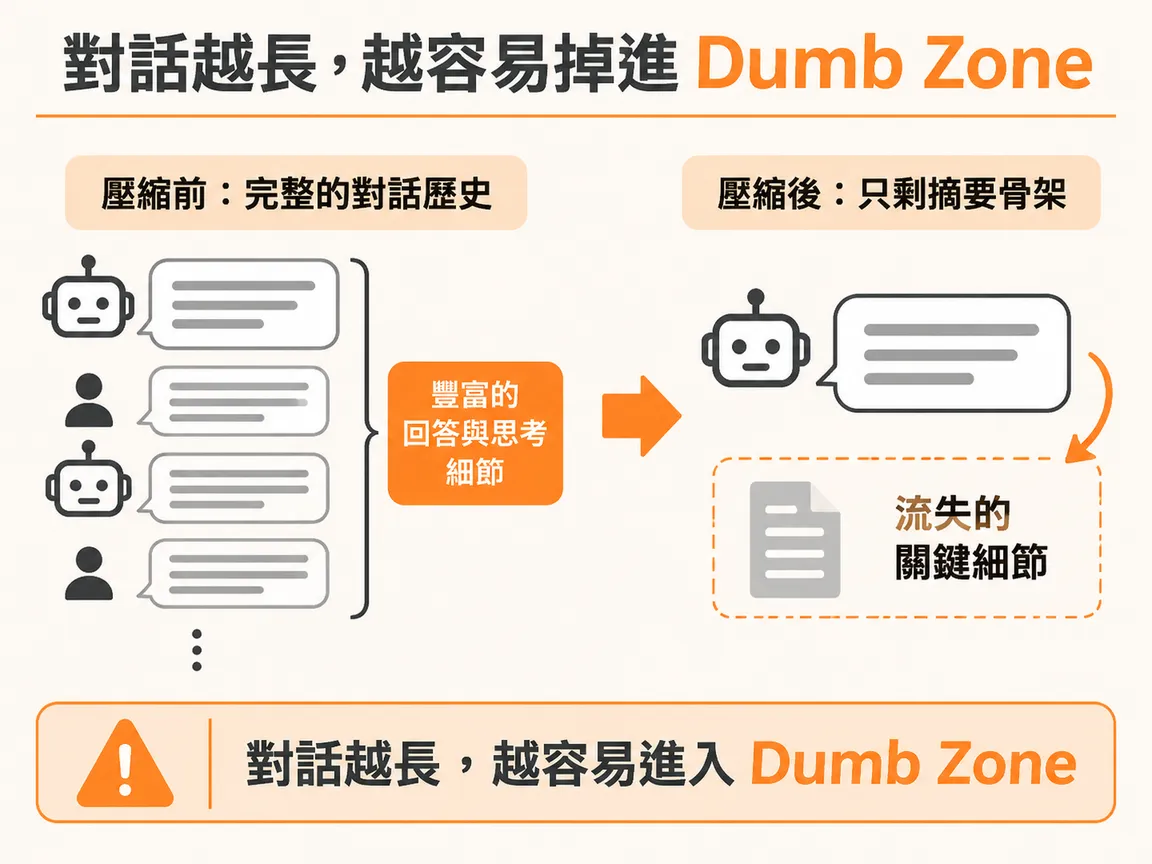 對話越長，越容易掉進 Dumb Zone
壓縮前：完整的對話歷史
壓縮後：只剩摘要骨架
豐富的
回答與思考
細節
流失的
關鍵細節
對話越長，越容易進入 Dumb Zone